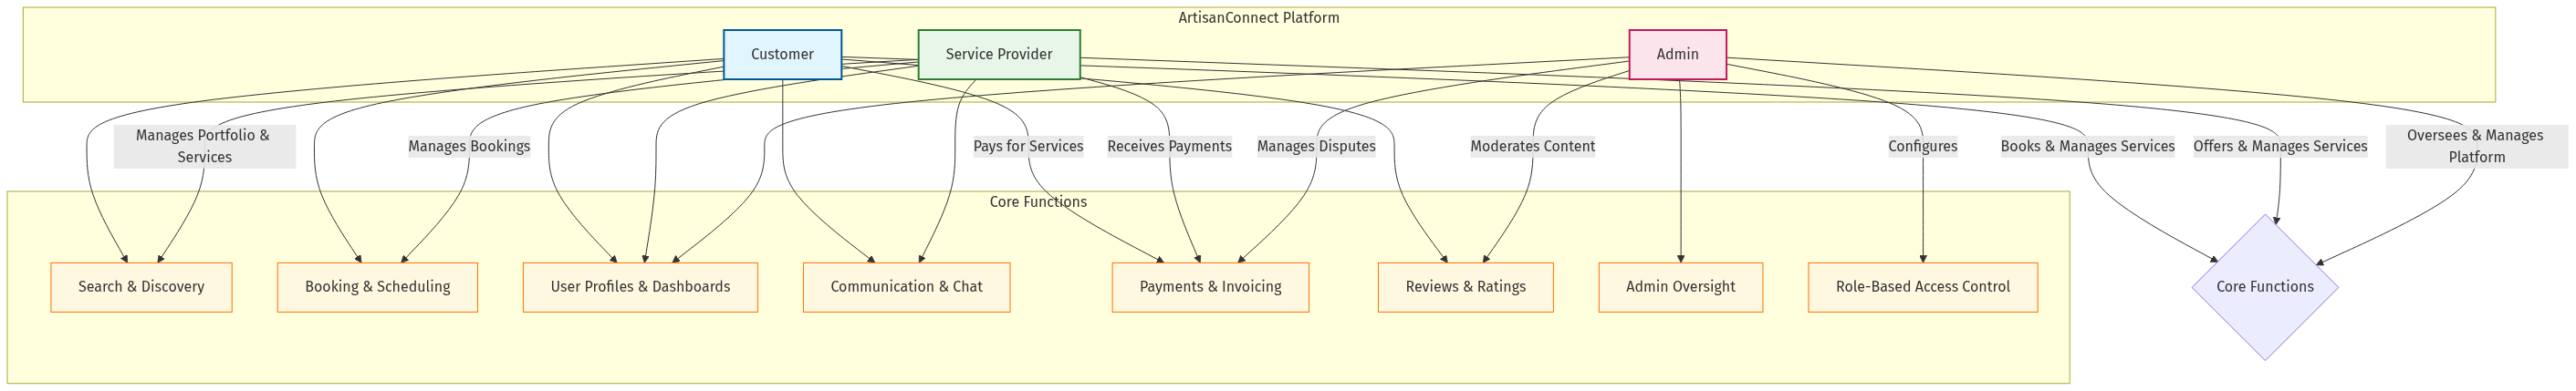 ArtisanConnect Platform
Customer
Service Provider
Admin
Manages Portfolio &
Services
Manages Bookings
Pays for Services
Receives Payments
Manages Disputes
Moderates Content
Configures
Books & Manages Services
Offers & Manages Services
Oversees & Manages
Platform
Core Functions
Search & Discovery
Booking & Scheduling
User Profiles & Dashboards
Communication & Chat
Payments & Invoicing
Reviews & Ratings
Admin Oversight
Role-Based Access Control
Core Functions